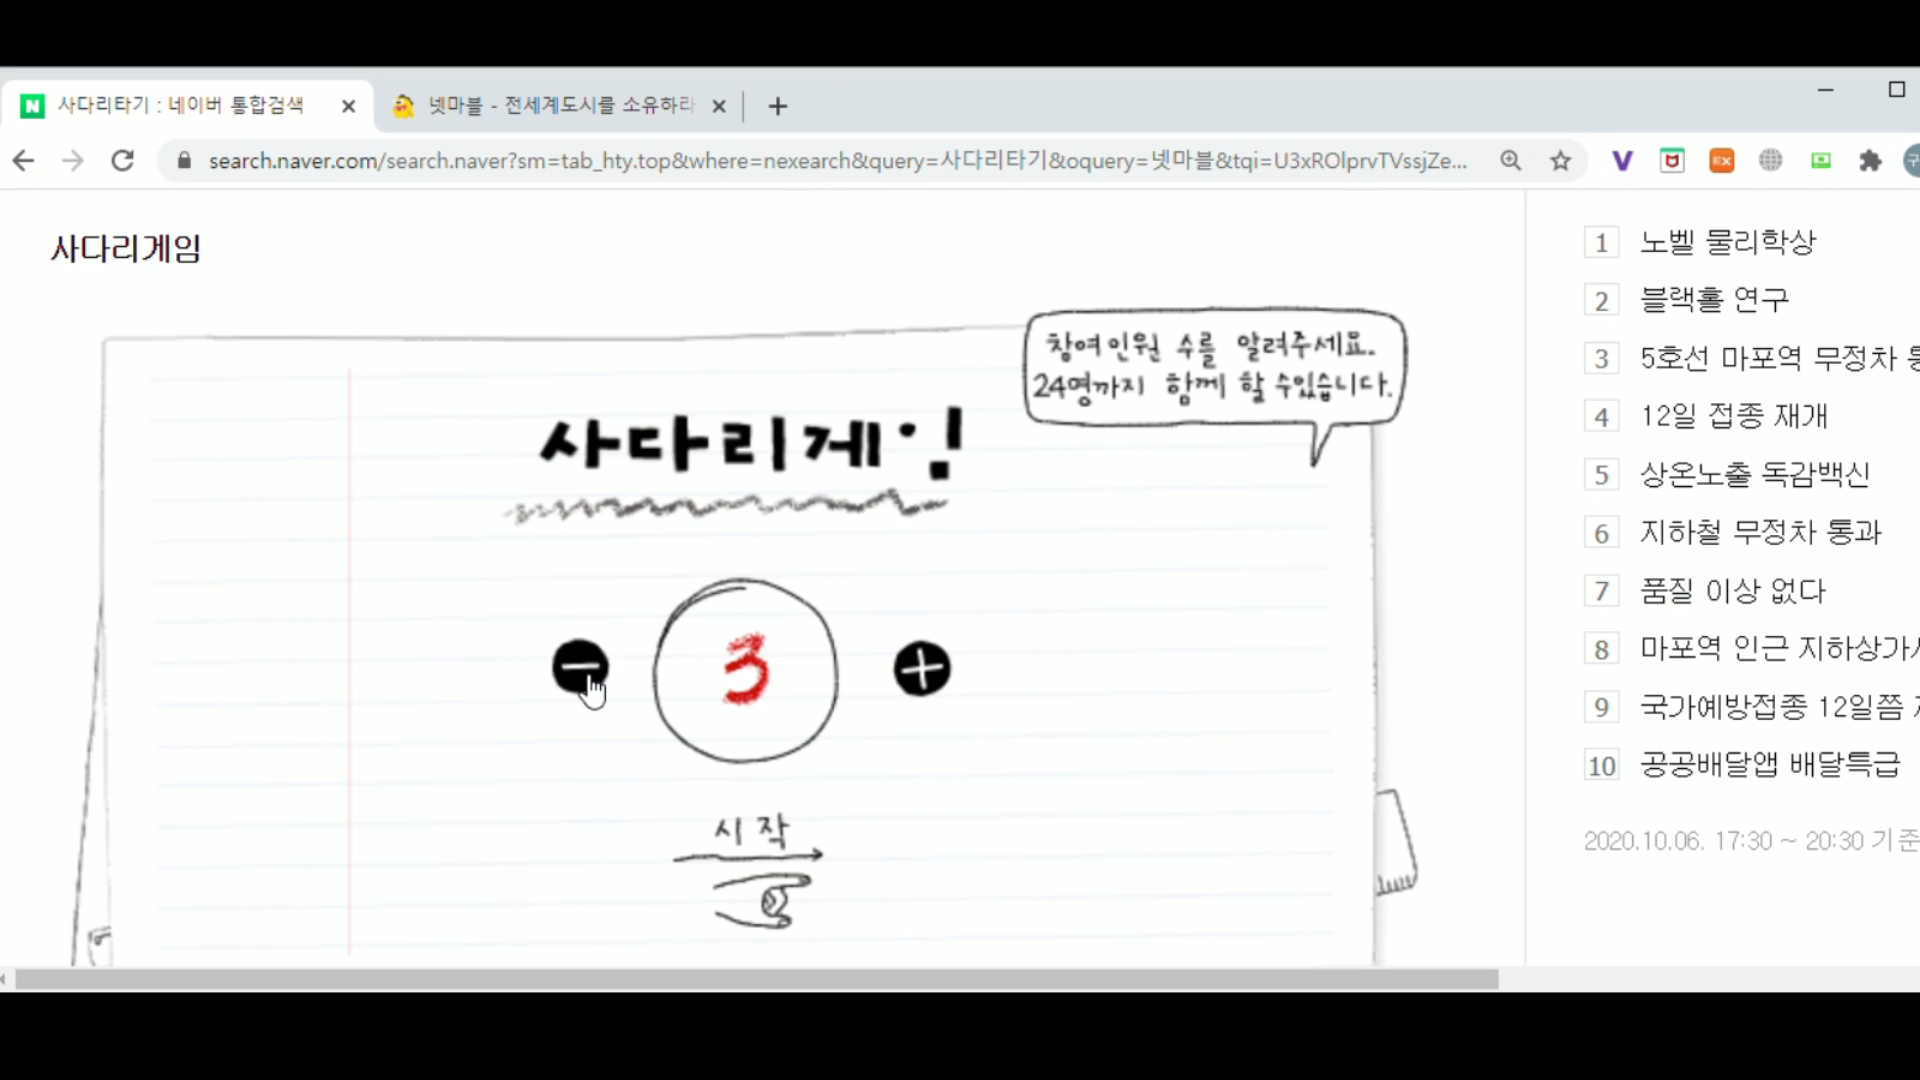 사다리타기 : 네이버 통합검색
넷마블 - 전세계도시를 소유하라
search.naver.com/search.naver?sm=tab_hty.top&where=nexearch&query=사다리타기&oquery=넷마블&tqi=U3xROlprvTVssjZe...
사다리게임
참여인원 수를 알려주세요.
24명까지 함께 할 수 있습니다.
사다리게임!
3
시작
1 노벨 물리학상
2 블랙홀 연구
3 5호선 마포역 무정차
4 12일 접종 재개
5 상온노출 독감백신
6 지하철 무정차 통과
7 품질 이상 없다
8 마포역 인근 지하상가
9 국가예방접종 12일쯤
10 공공배달앱 배달특급
2020.10.06. 17:30 ~ 20:30 기준